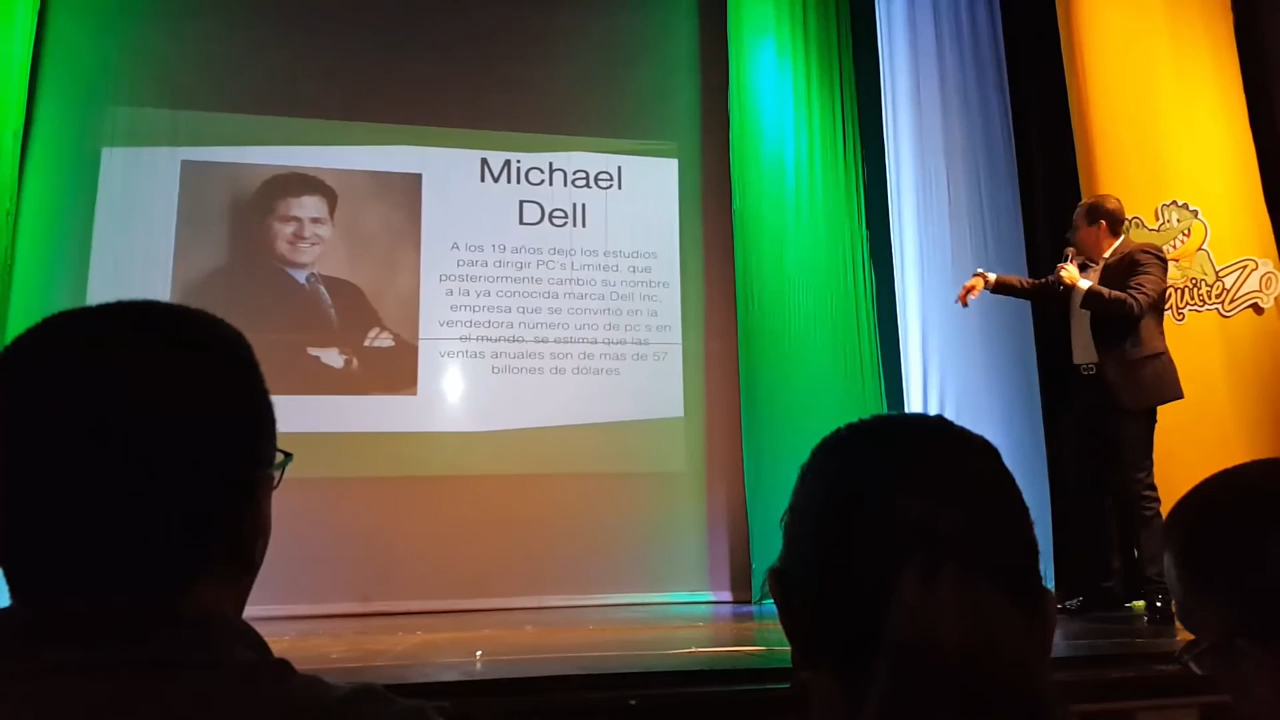 Michael
Dell
A los 19 años dejó los estudios
para dirigir PC's Limited, que
posteriormente cambió su nombre
a la ya conocida marca Dell Inc,
empresa que se convirtió en la
vendedora número uno de pc s en
el mundo, se estima que las
ventas anuales son de más de 57
billones de dólares